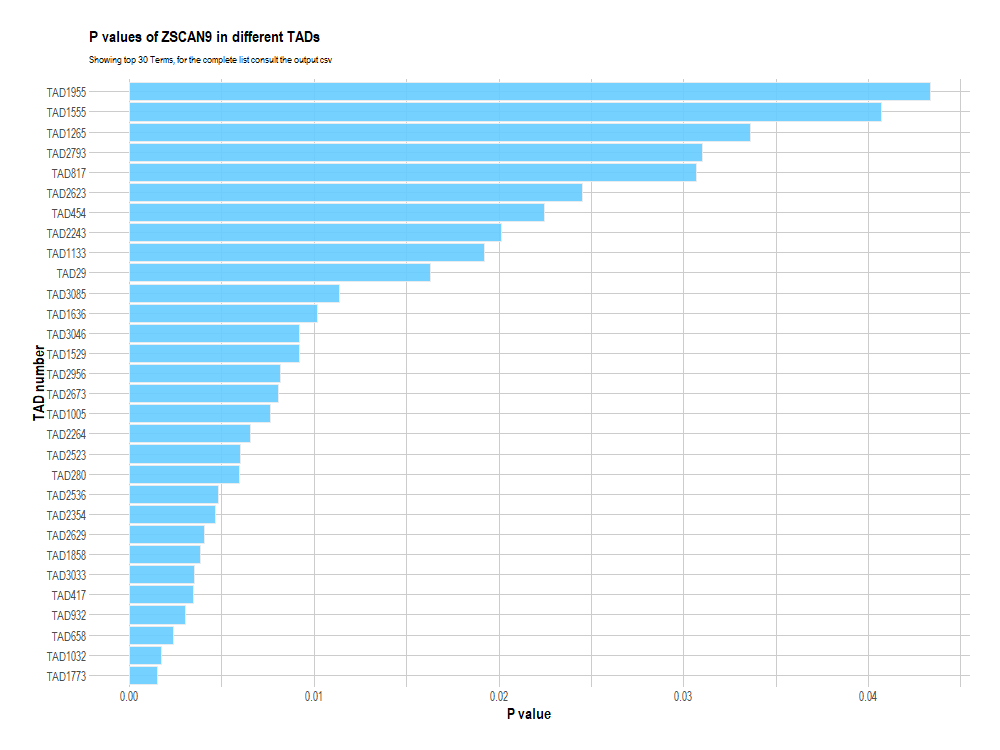 P values of ZSCAN9 in different TADs
Showing top 30 Terms, for the complete list consult the output csv
TAD number
TAD1955
TAD1555
TAD1265
TAD2793
TAD817
TAD2623
TAD454
TAD2243
TAD1133
TAD29
TAD3085
TAD1636
TAD3046
TAD1529
TAD2956
TAD2673
TAD1005
TAD2264
TAD2523
TAD280
TAD2536
TAD2354
TAD2629
TAD1858
TAD3033
TAD417
TAD932
TAD658
TAD1032
TAD1773
0.00 0.01 0.02 0.03 0.04
P value